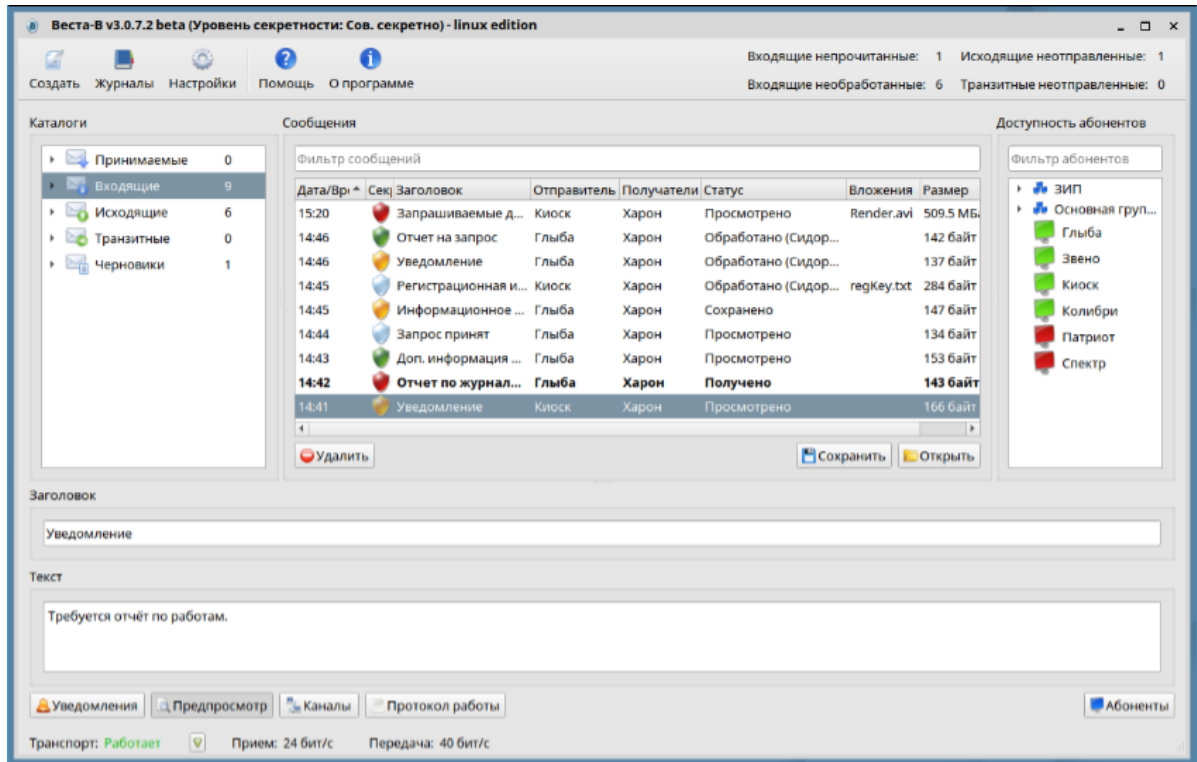 Веста-В v3.0.7.2 beta (Уровень секретности: Сов. секретно) - linux edition
Создать Журналы Настройки Помощь О программе
Входящие непрочитанные: 1 Исходящие неотправленные: 1
Входящие необработанные: 6 Транзитные неотправленные: 0
Каталоги
Принимаемые 0
Входящие 9
Исходящие 6
Транзитные 0
Черновики 1
Сообщения
Фильтр сообщений
Дата/Вр Сек Заголовок Отправитель Получатели Статус Вложения Размер
15:20 Запрашиваемые д... Киоск Харон Просмотрено Render.avi 509.5 МБ
14:46 Отчет на запрос Глыба Харон Обработано (Сидор... 142 байт
14:46 Уведомление Глыба Харон Обработано (Сидор... 137 байт
14:45 Регистрационная и... Киоск Харон Обработано (Сидор... regKey.txt 284 байт
14:45 Информационное ... Глыба Харон Сохранено 147 байт
14:44 Запрос принят Глыба Харон Просмотрено 134 байт
14:43 Доп. информация ... Глыба Харон Просмотрено 153 байт
14:42 Отчет по журнал... Глыба Харон Получено 143 байт
14:41 Уведомление Киоск Харон Просмотрено 166 байт
Удалить Сохранить Открыть
Доступность абонентов
Фильтр абонентов
ЗИП
Основная груп...
Глыба
Звено
Киоск
Колибри
Патриот
Спектр
Заголовок
Уведомление
Текст
Требуется отчёт по работам.
Уведомления Предпросмотр Каналы Протокол работы Абоненты
Транспорт: Работает Прием: 24 бит/с Передача: 40 бит/с